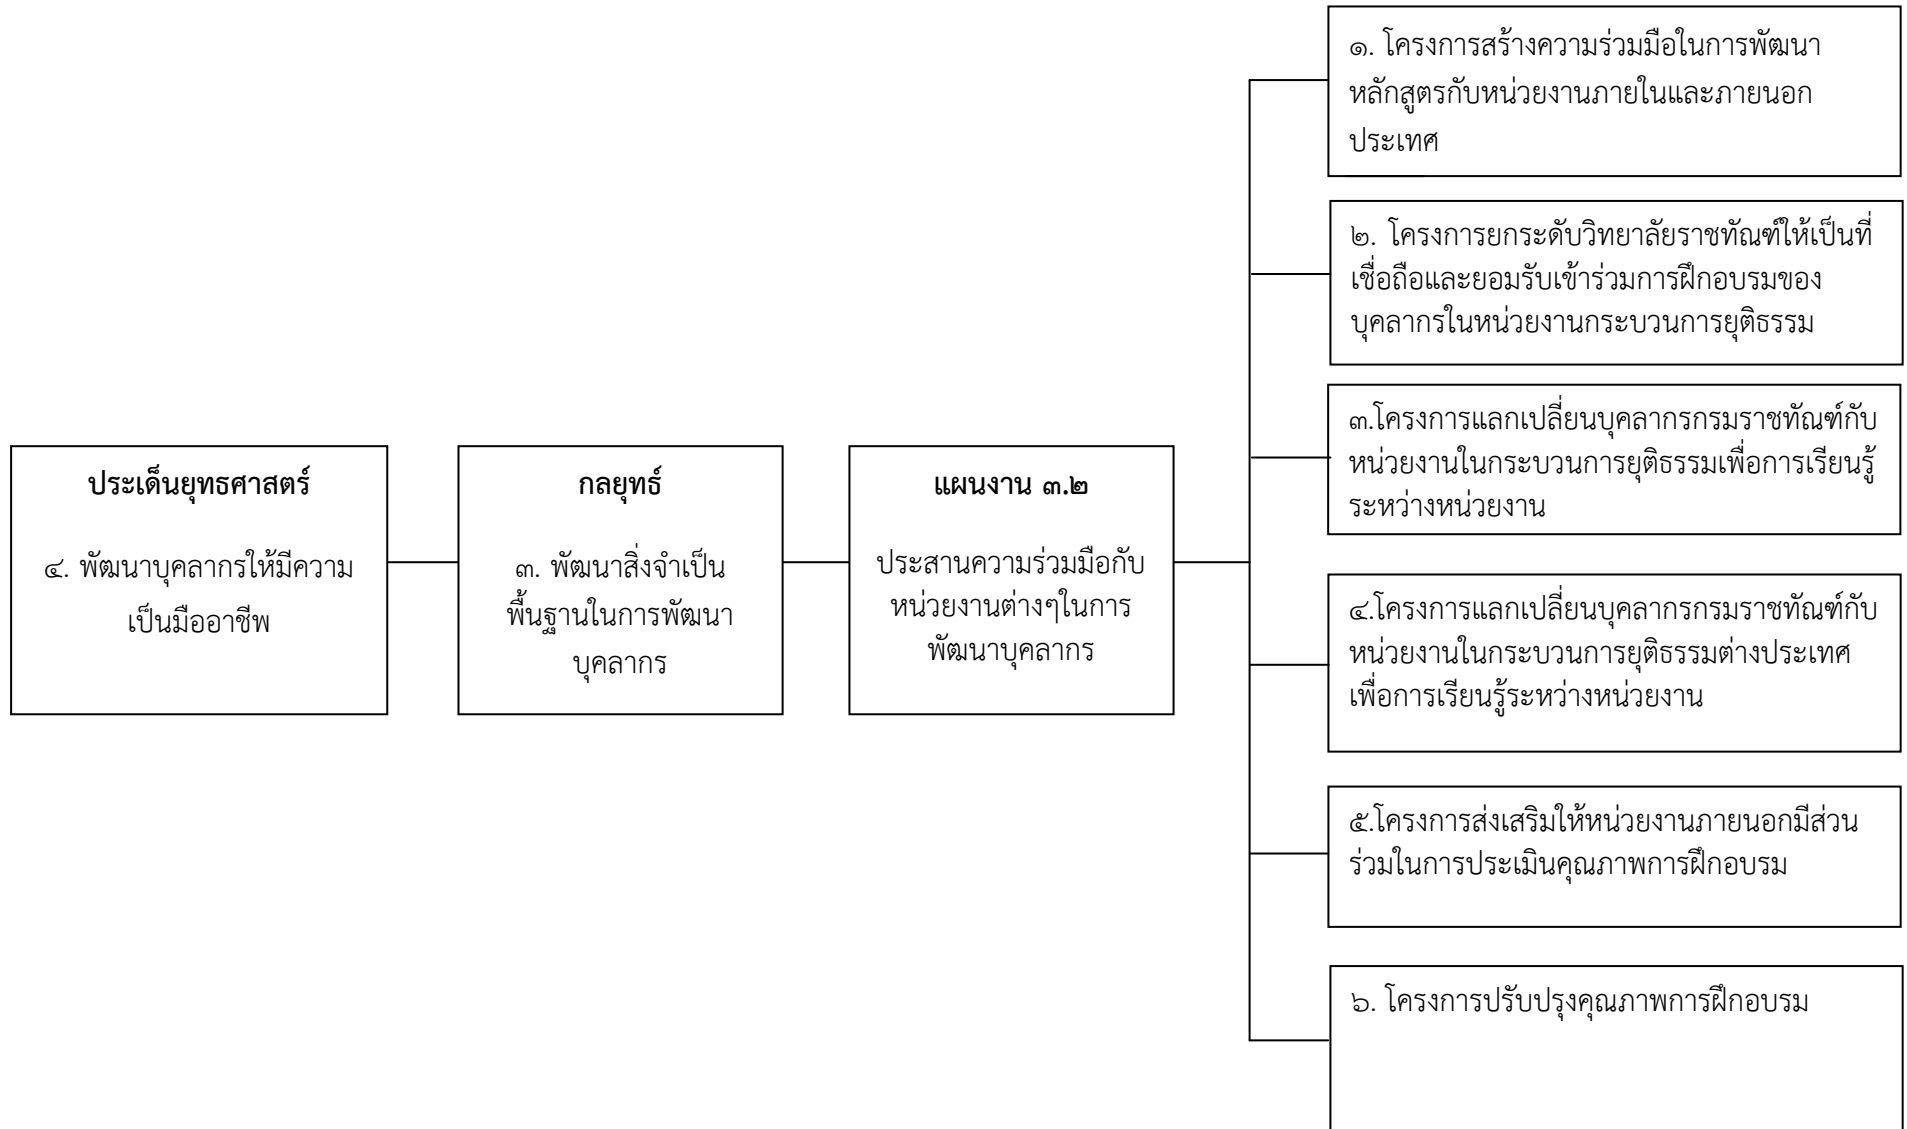 ประเด็นยุทธศาสตร์
๔. พัฒนาบุคลากรให้มีความ
เป็นมืออาชีพ
กลยุทธ์
๓. พัฒนาสิ่งจำเป็น
พื้นฐานในการพัฒนา
บุคลากร
แผนงาน ๓.๒
ประสานความร่วมมือกับ
หน่วยงานต่างๆในการ
พัฒนาบุคลากร
๑. โครงการสร้างความร่วมมือในการพัฒนา
หลักสูตรกับหน่วยงานภายในและภายนอก
ประเทศ
๒. โครงการยกระดับวิทยาลัยราชทัณฑ์ให้เป็นที่
เชื่อถือและยอมรับเข้าร่วมการฝึกอบรมของ
บุคลากรในหน่วยงานกระบวนการยุติธรรม
๓.โครงการแลกเปลี่ยนบุคลากรกรมราชทัณฑ์กับ
หน่วยงานในกระบวนการยุติธรรมเพื่อการเรียนรู้
ระหว่างหน่วยงาน
๔.โครงการแลกเปลี่ยนบุคลากรกรมราชทัณฑ์กับ
หน่วยงานในกระบวนการยุติธรรมต่างประเทศ
เพื่อการเรียนรู้ระหว่างหน่วยงาน
๕.โครงการส่งเสริมให้หน่วยงานภายนอกมีส่วน
ร่วมในการประเมินคุณภาพการฝึกอบรม
๖. โครงการปรับปรุงคุณภาพการฝึกอบรม